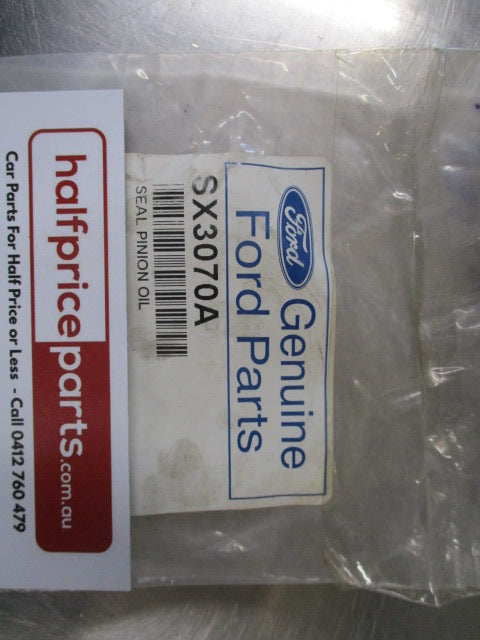 Ford
Genuine
Ford Parts
SX3070A
SEAL PINION OIL
halfpriceparts.com.au
Car Parts For Half Price or Less - Call 0412 760 479